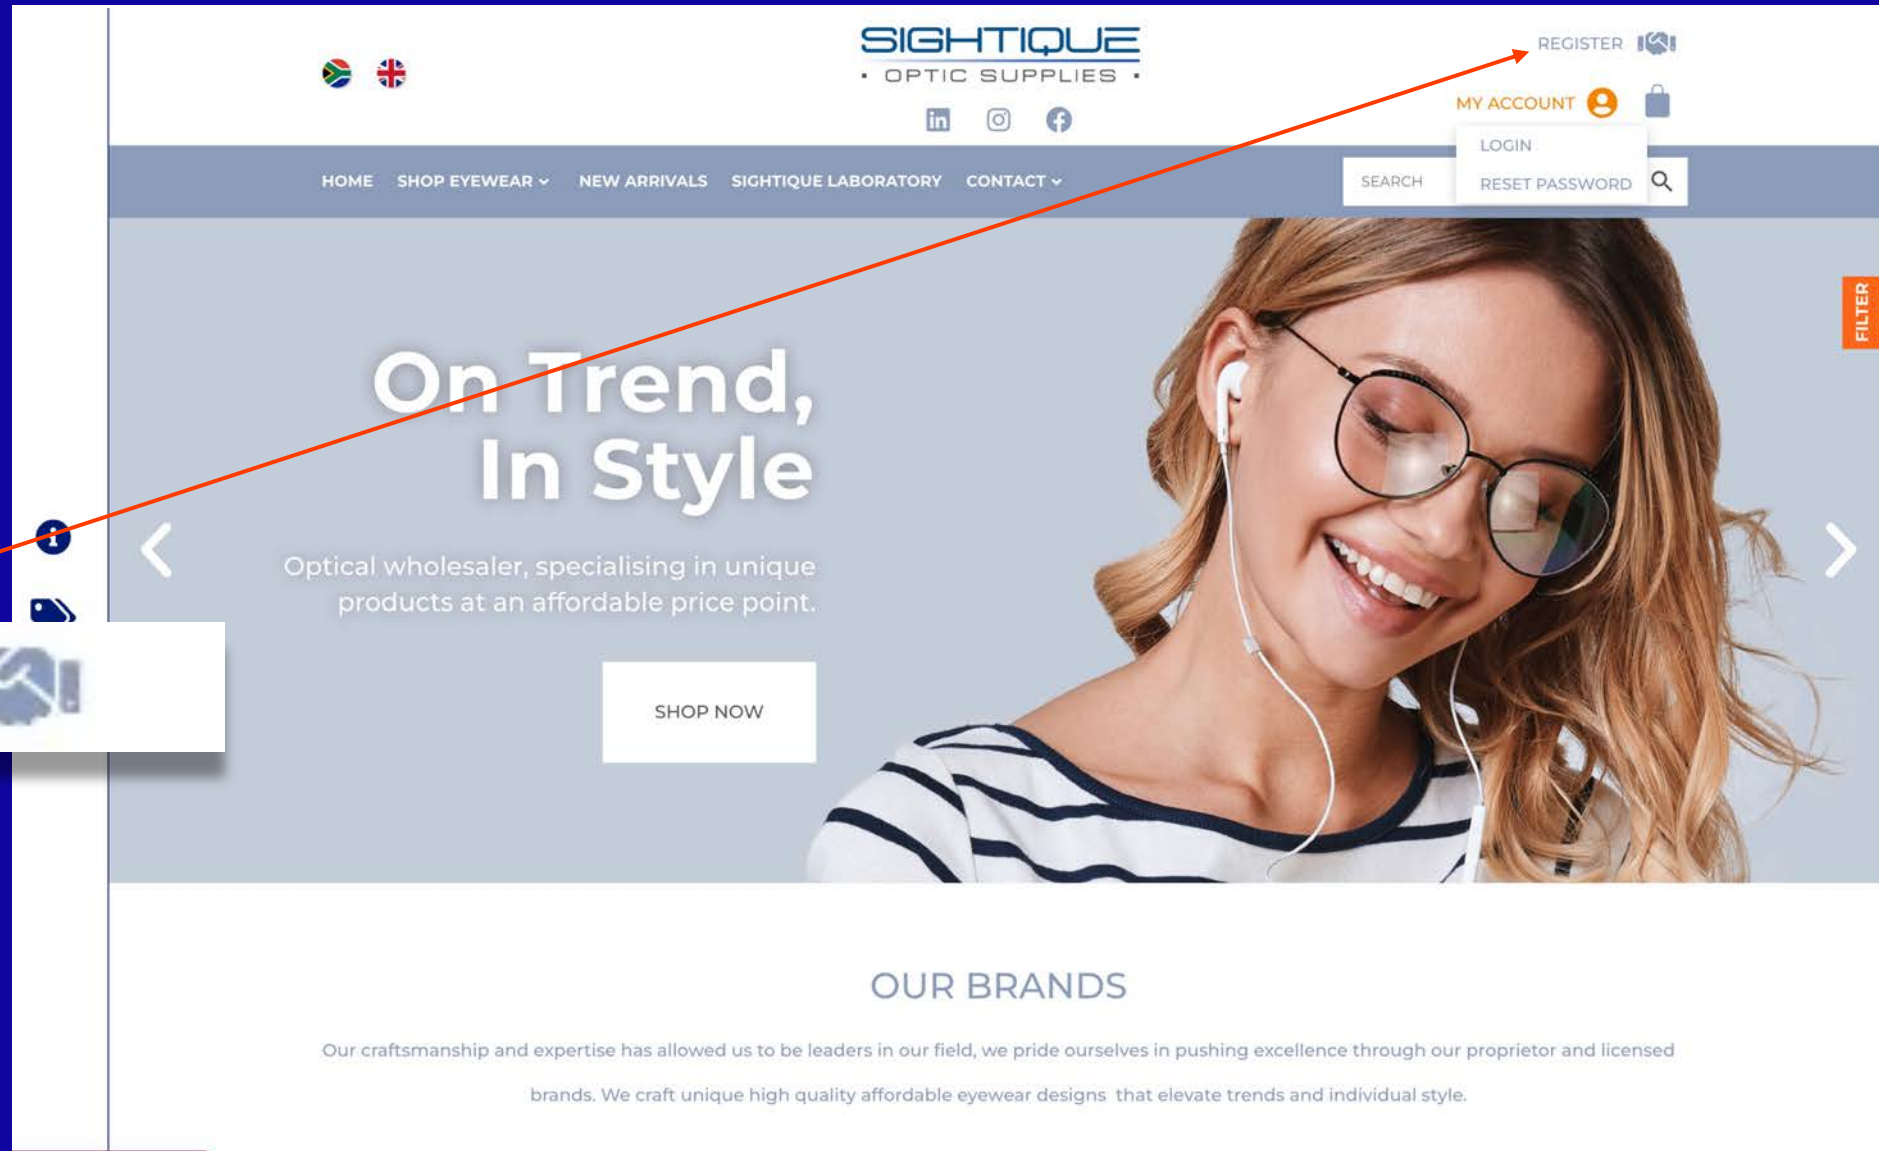 SIGHTIQUE
• OPTIC SUPPLIES •
REGISTER
MY ACCOUNT
LOGIN
RESET PASSWORD
HOME SHOP EYEWEAR NEW ARRIVALS SIGHTIQUE LABORATORY CONTACT
SEARCH
FILTER
On Trend,
In Style
Optical wholesaler, specialising in unique
products at an affordable price point.
SHOP NOW
OUR BRANDS
Our craftsmanship and expertise has allowed us to be leaders in our field, we pride ourselves in pushing excellence through our proprietor and licensed
brands. We craft unique high quality affordable eyewear designs that elevate trends and individual style.